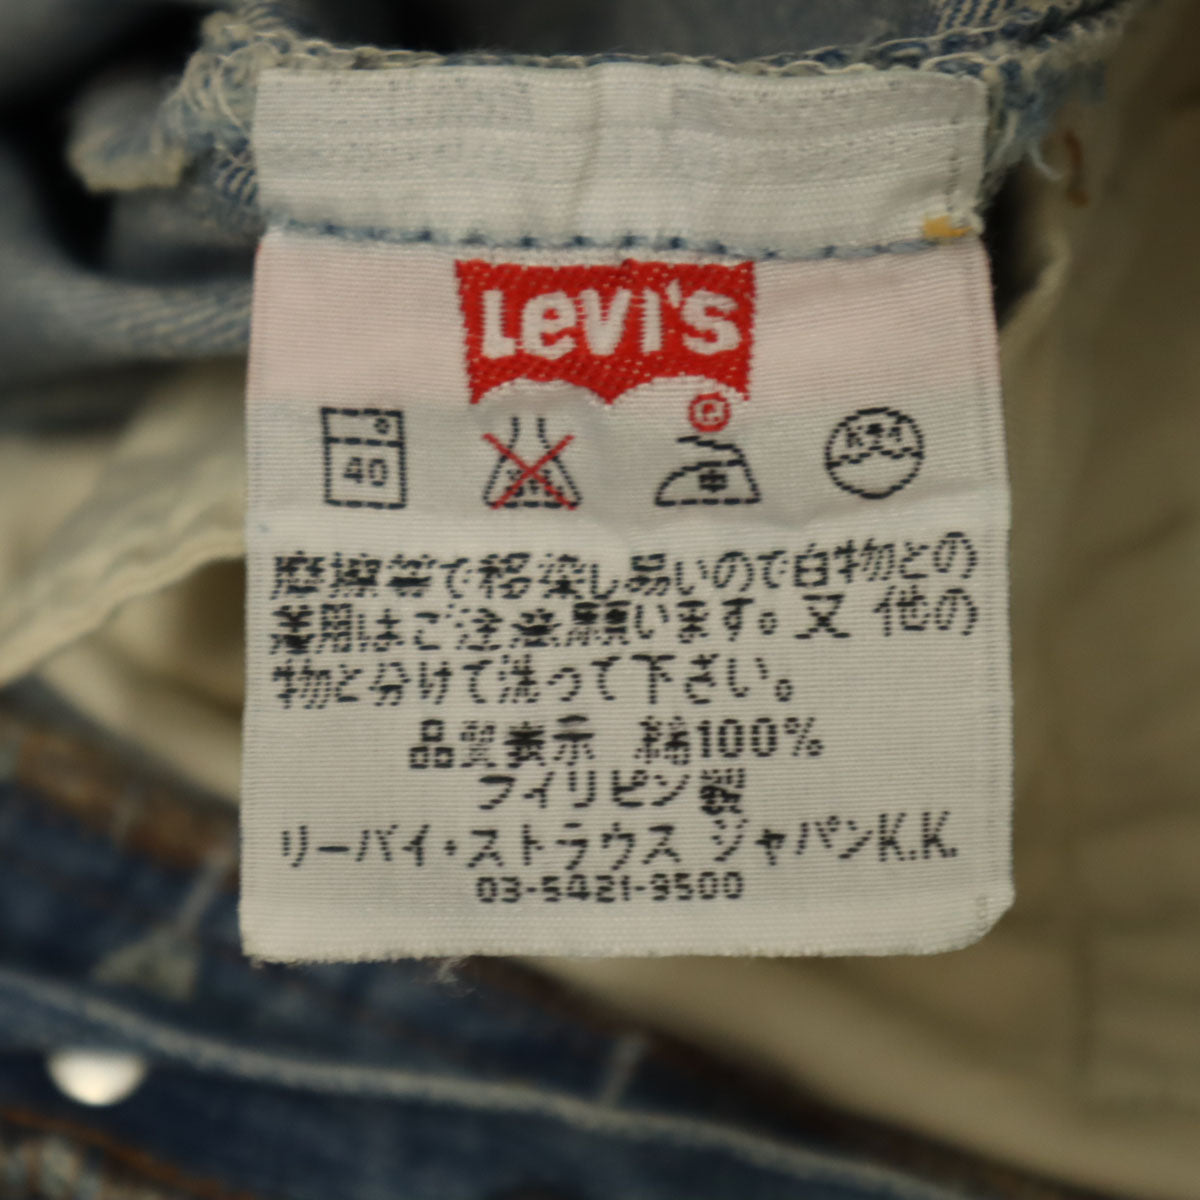 Levi's
R
40
中
磨擦等で移染し易いので白物との
着用はご注意願います。又 他の
物と分けて洗って下さい。
品質表示 綿100%
フィリピン製
リーバイ・ストラウス ジャパンK.K.
03-5421-9500